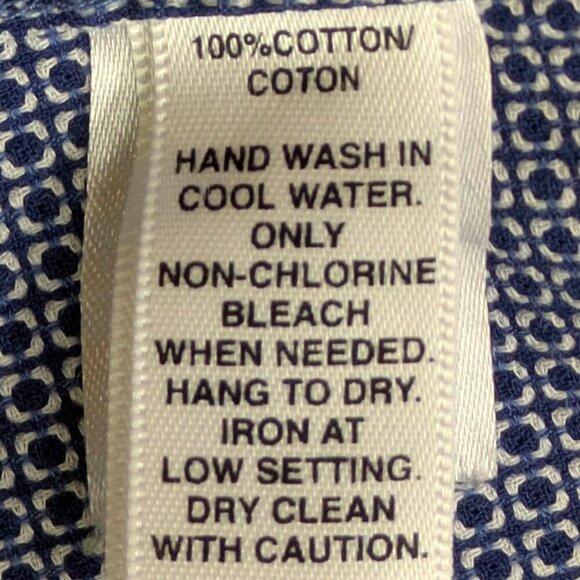 100%COTTON/
COTON
HAND WASH IN
COOL WATER.
ONLY
NON-CHLORINE
BLEACH
WHEN NEEDED.
HANG TO DRY.
IRON AT
LOW SETTING.
DRY CLEAN
WITH CAUTION.